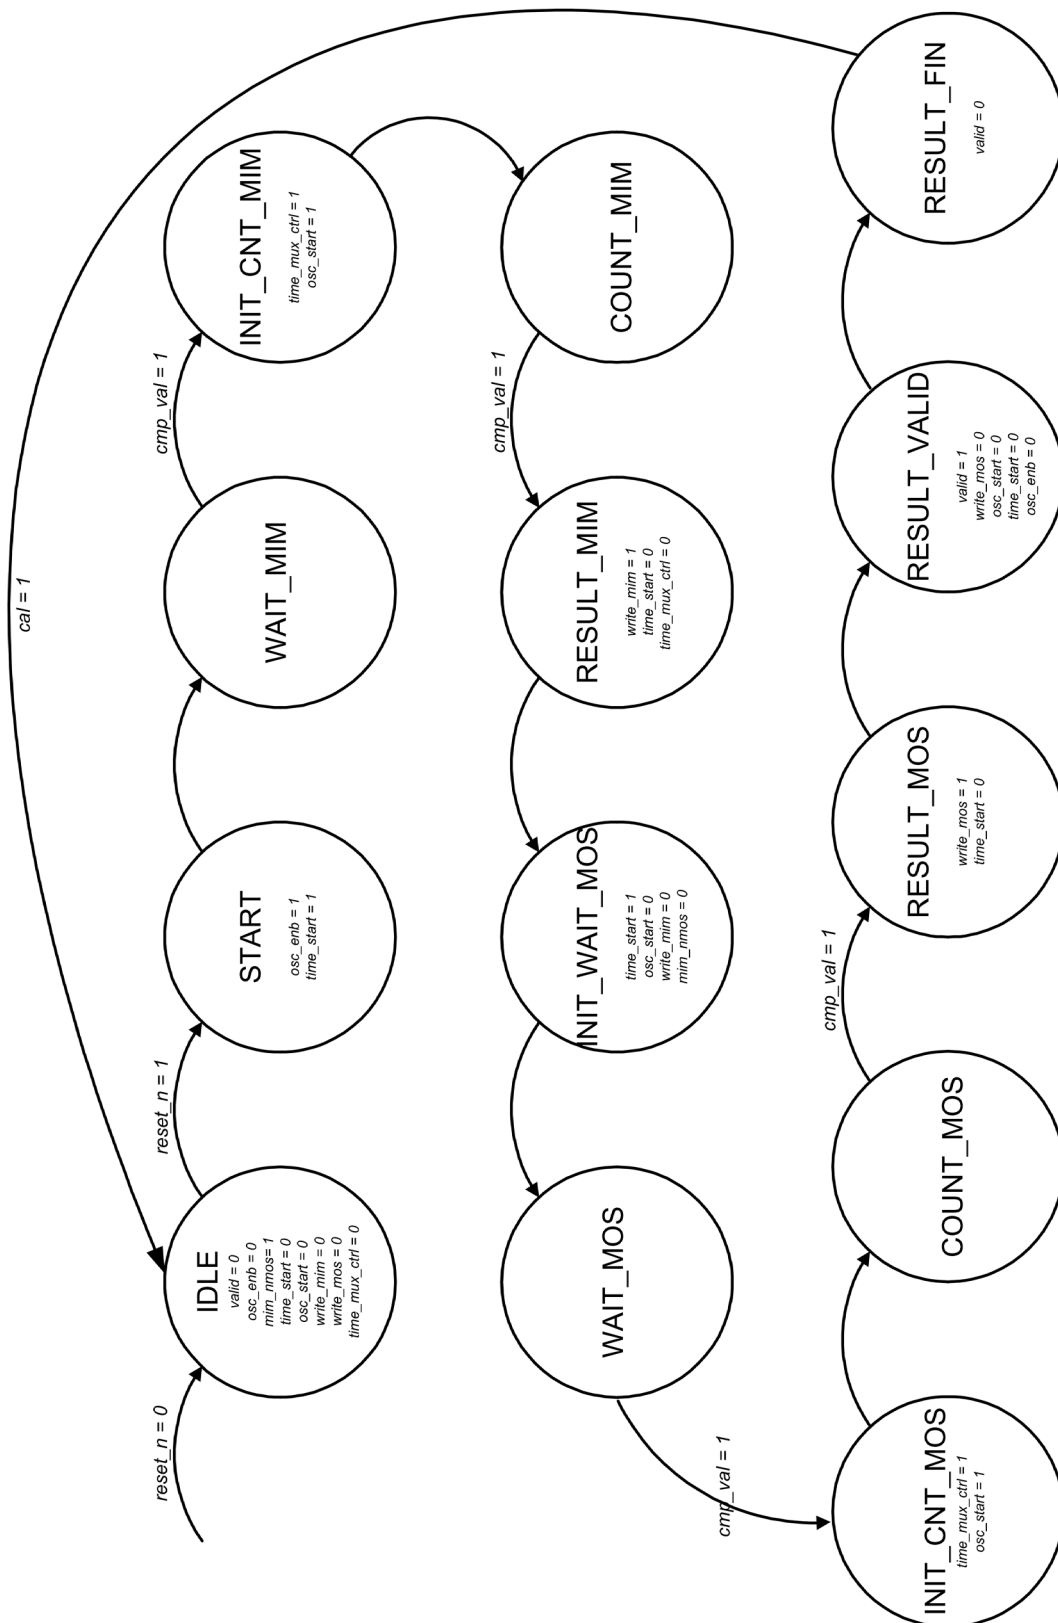 reset_n = 0
IDLE
valid = 0
osc_enb = 0
mim_nmos= 1
time_start = 0
osc_start = 0
write_mim = 0
write_mos = 0
time_mux_ctrl = 0
reset_n = 1
START
osc_enb = 1
time_start = 1
WAIT_MIM
cmp_val = 1
INIT_CNT_MIM
time_mux_ctrl = 1
osc_start = 1
COUNT_MIM
cmp_val = 1
RESULT_MIM
write_mim = 1
time_start = 0
time_mux_ctrl = 0
INIT_WAIT_MOS
time_start = 1
osc_start = 0
write_mim = 0
mim_nmos = 0
WAIT_MOS
cmp_val = 1
INIT_CNT_MOS
time_mux_ctrl = 1
osc_start = 1
COUNT_MOS
cmp_val = 1
RESULT_MOS
write_mos = 1
time_start = 0
RESULT_VALID
valid = 1
write_mos = 0
osc_start = 0
time_start = 0
osc_enb = 0
RESULT_FIN
valid = 0
cal = 1